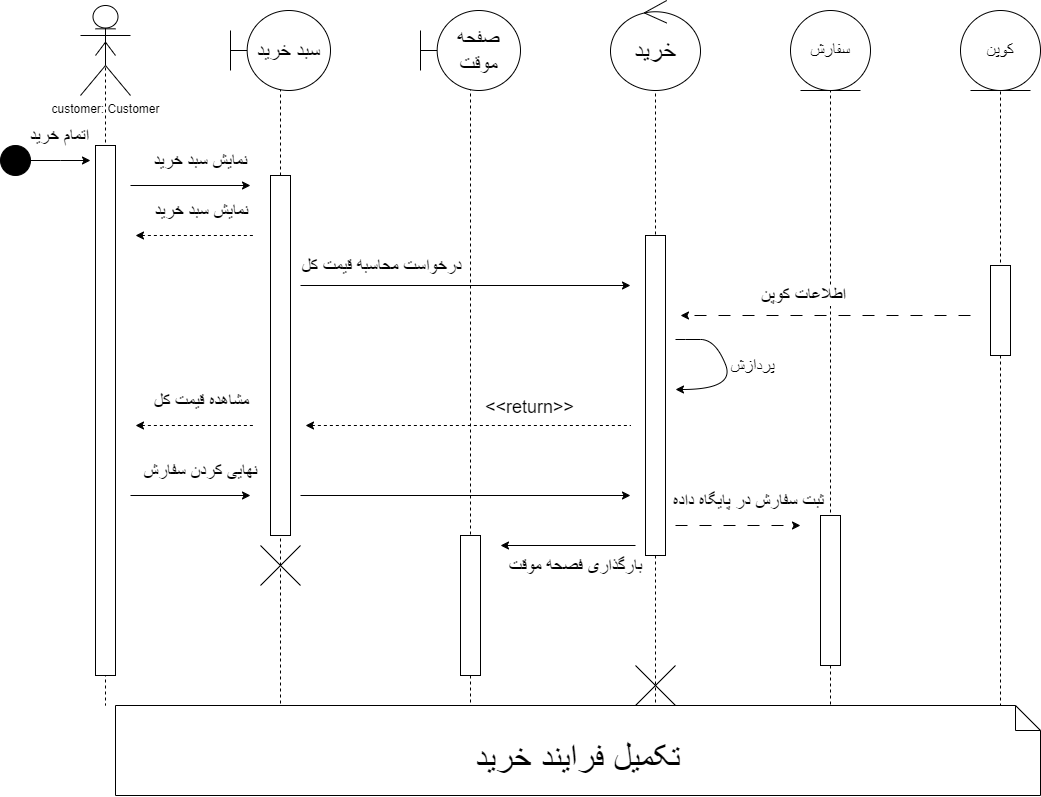 سبد خرید
صفحه
موقت
خرید
سفارش
کوپن
customer: Customer
اتمام خرید
نمایش سبد خرید
نمایش سبد خرید
درخواست محاسبه قیمت کل
اطلاعات کوپن
پردازش
مشاهده قیمت کل
<<return>>
نهایی کردن سفارش
ثبت سفارش در پایگاه داده
بارگذاری فصحه موقت
تکمیل فرایند خرید